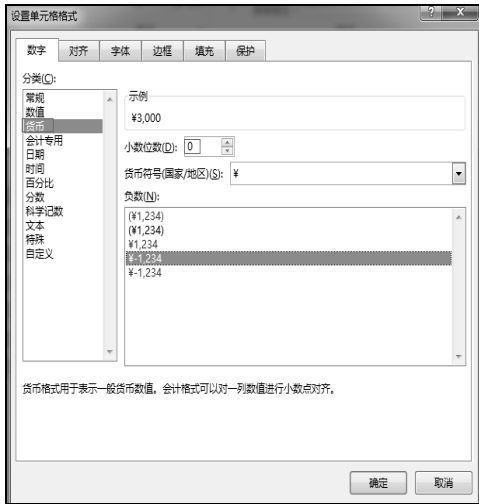 设置单元格格式
? X
数字 对齐 字体 边框 填充 保护
分类(C):
常规
数值
货币
会计专用
日期
时间
百分比
分数
科学记数
文本
特殊
自定义
示例
¥3,000
小数位数(D): 0
货币符号(国家/地区)(S): ¥
负数(N):
(¥1,234)
(¥1,234)
¥1,234
¥-1,234
¥-1,234
货币格式用于表示一般货币数值。会计格式可以对一列数值进行小数点对齐。
确定 取消